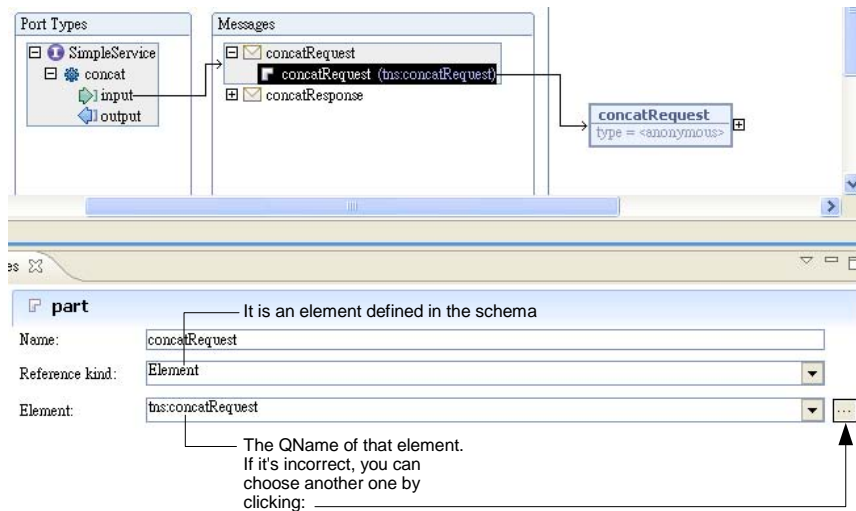 Port Types
Messages
SimpleService
concat
input
output
concatRequest
concatRequest (tns:concatRequest)
concatResponse
concatRequest
type = <anonymous>
es
part
It is an element defined in the schema
Name:
concatRequest
Reference kind:
Element
Element:
tns:concatRequest
...
The QName of that element.
If it's incorrect, you can
choose another one by
clicking: